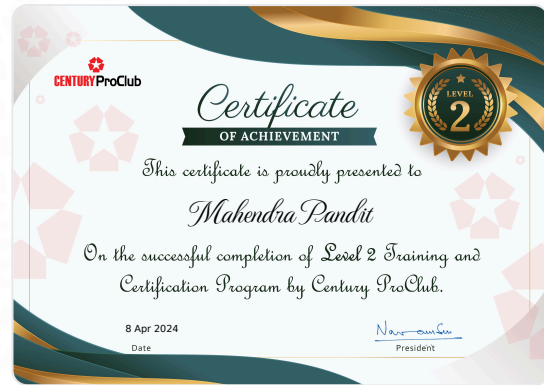 CENTURY ProClub
LEVEL
2
Certificate
OF ACHIEVEMENT
This certificate is proudly presented to
Mahendra Pandit
On the successful completion of Level 2 Training and
Certification Program by Century ProClub.
8 Apr 2024
Date
President